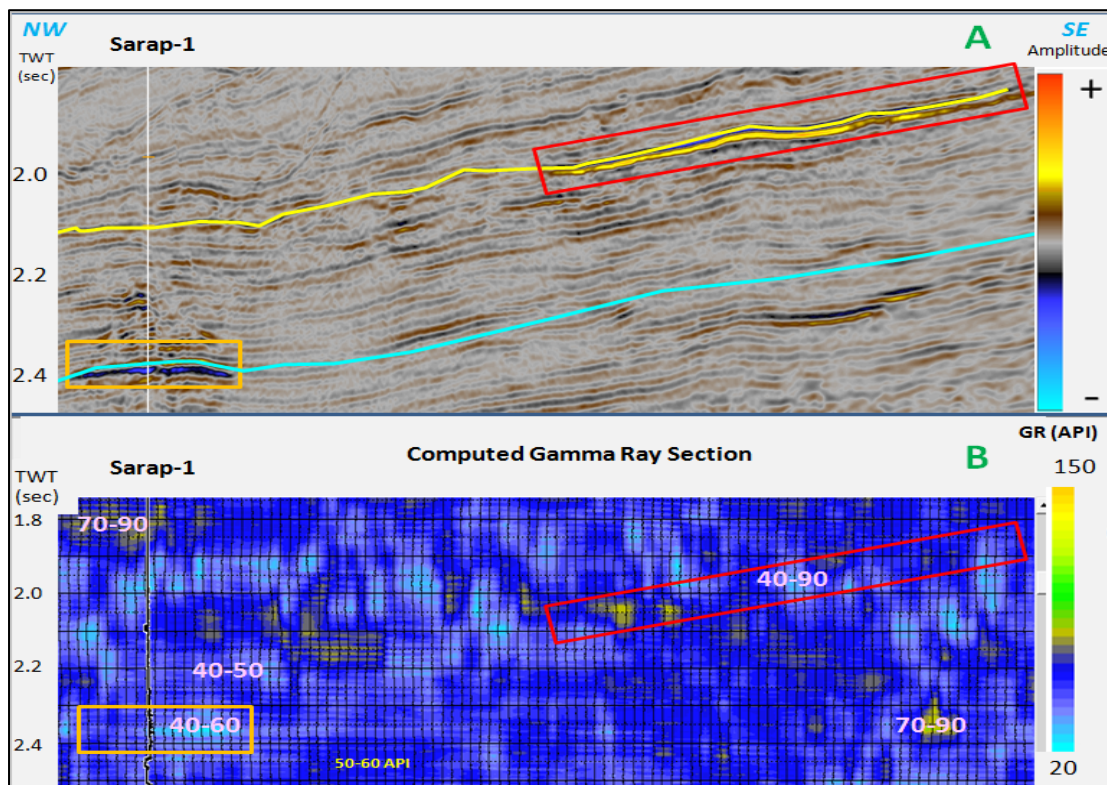 NW
TWT
(sec)
Sarap-1
A
SE
Amplitude
+
2.0
2.2
2.4
-
TWT
(sec)
Sarap-1
Computed Gamma Ray Section
B
GR (API)
150
1.8
70-90
2.0
40-90
2.2
40-50
40-60
70-90
2.4
50-60 API
20